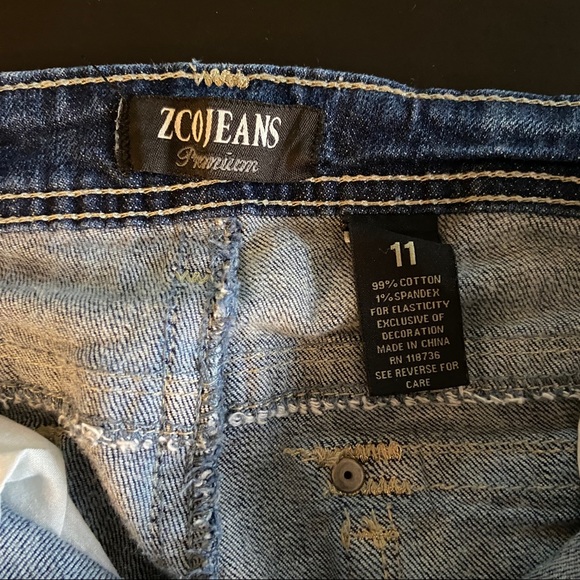 ZCOJEANS
Premium
11
99% COTTON
1% SPANDEX
FOR ELASTICITY
EXCLUSIVE OF
DECORATION
MADE IN CHINA
RN 118736
SEE REVERSE FOR
CARE